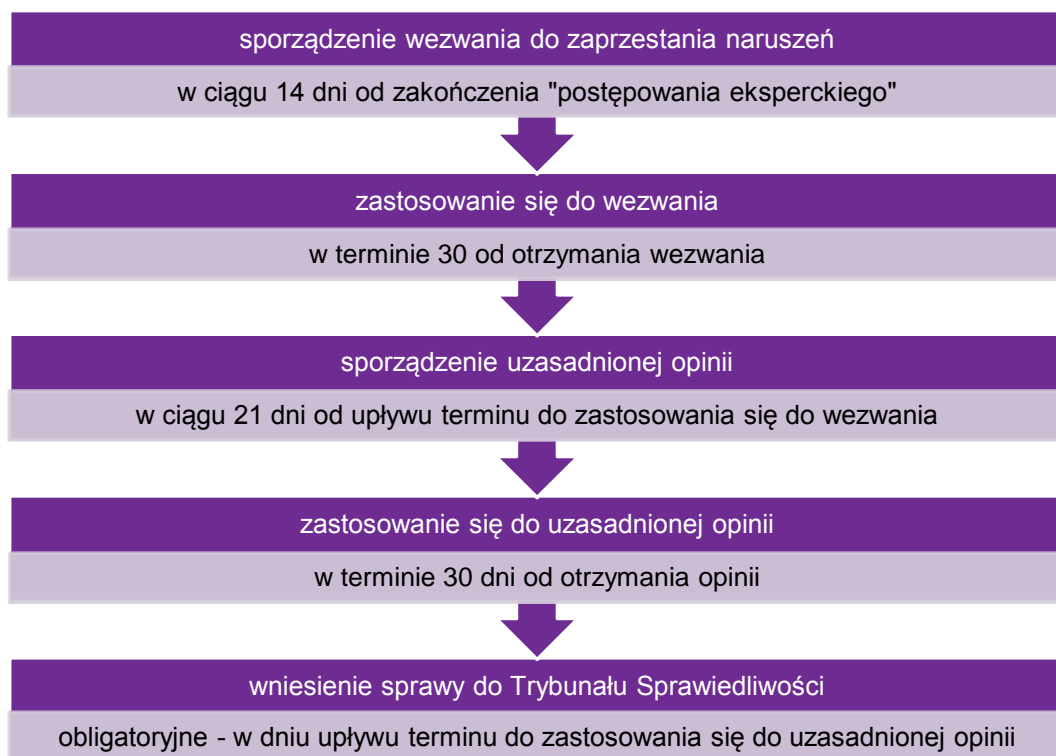 sporządzenie wezwania do zaprzestania naruszeń
w ciągu 14 dni od zakończenia "postępowania eksperckiego"
zastosowanie się do wezwania
w terminie 30 od otrzymania wezwania
sporządzenie uzasadnionej opinii
w ciągu 21 dni od upływu terminu do zastosowania się do wezwania
zastosowanie się do uzasadnionej opinii
w terminie 30 dni od otrzymania opinii
wniesienie sprawy do Trybunału Sprawiedliwości
obligatoryjne - w dniu upływu terminu do zastosowania się do uzasadnionej opinii